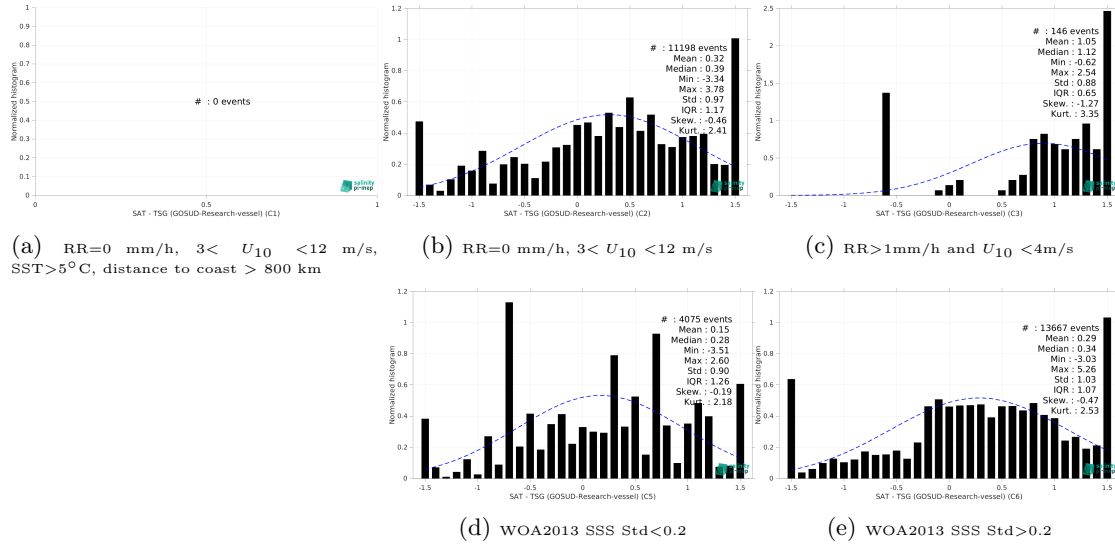 1
0.9
0.8
0.7
0.6
0.5
0.4
0.3
0.2
0.1
0
Normalized histogram
# : 0 events
0 0.5 1
SAT - TSG (GOSUD-Research-vessel) (C1)
salinity
pi-mep
(a) RR=0 mm/h, 3< U10 <12 m/s,
SST>5°C, distance to coast > 800 km
1.2
1
0.8
0.6
0.4
0.2
0
Normalized histogram
# : 11198 events
Mean : 0.32
Median : 0.39
Min : -3.34
Max : 3.78
Std : 0.97
IQR : 1.17
Skew. : -0.46
Kurt. : 2.41
-1.5 -1 -0.5 0 0.5 1 1.5
SAT - TSG (GOSUD-Research-vessel) (C2)
salinity
pi-mep
(b) RR=0 mm/h, 3< U10 <12 m/s
2.5
2
1.5
1
0.5
0
Normalized histogram
# : 146 events
Mean : 1.05
Median : 1.12
Min : -0.62
Max : 2.54
Std : 0.88
IQR : 0.65
Skew. : -1.27
Kurt. : 3.35
-1.5 -1 -0.5 0 0.5 1 1.5
SAT - TSG (GOSUD-Research-vessel) (C3)
salinity
pi-mep
(c) RR>1mm/h and U10 <4m/s
1.2
1
0.8
0.6
0.4
0.2
0
Normalized histogram
# : 4075 events
Mean : 0.15
Median : 0.28
Min : -3.51
Max : 2.60
Std : 0.90
IQR : 1.26
Skew. : -0.19
Kurt. : 2.18
-1.5 -1 -0.5 0 0.5 1 1.5
SAT - TSG (GOSUD-Research-vessel) (C5)
salinity
pi-mep
(d) WOA2013 SSS Std<0.2
1.2
1
0.8
0.6
0.4
0.2
0
Normalized histogram
# : 13667 events
Mean : 0.29
Median : 0.34
Min : -3.03
Max : 5.26
Std : 1.03
IQR : 1.07
Skew. : -0.47
Kurt. : 2.53
-1.5 -1 -0.5 0 0.5 1 1.5
SAT - TSG (GOSUD-Research-vessel) (C6)
salinity
pi-mep
(e) WOA2013 SSS Std>0.2